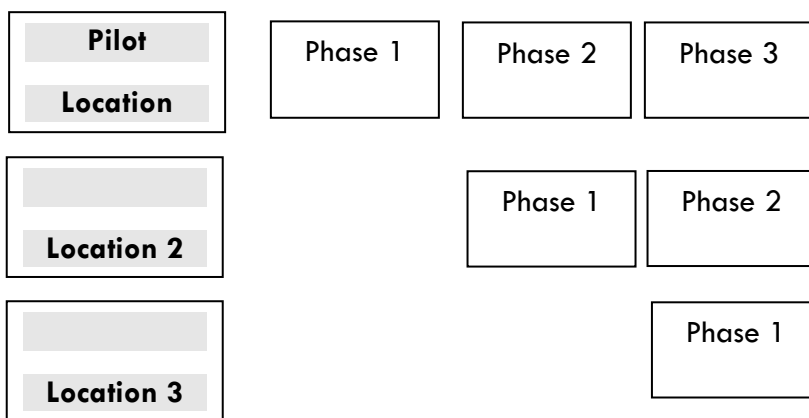 Pilot
Location
Phase 1
Phase 2
Phase 3
Location 2
Phase 1
Phase 2
Location 3
Phase 1